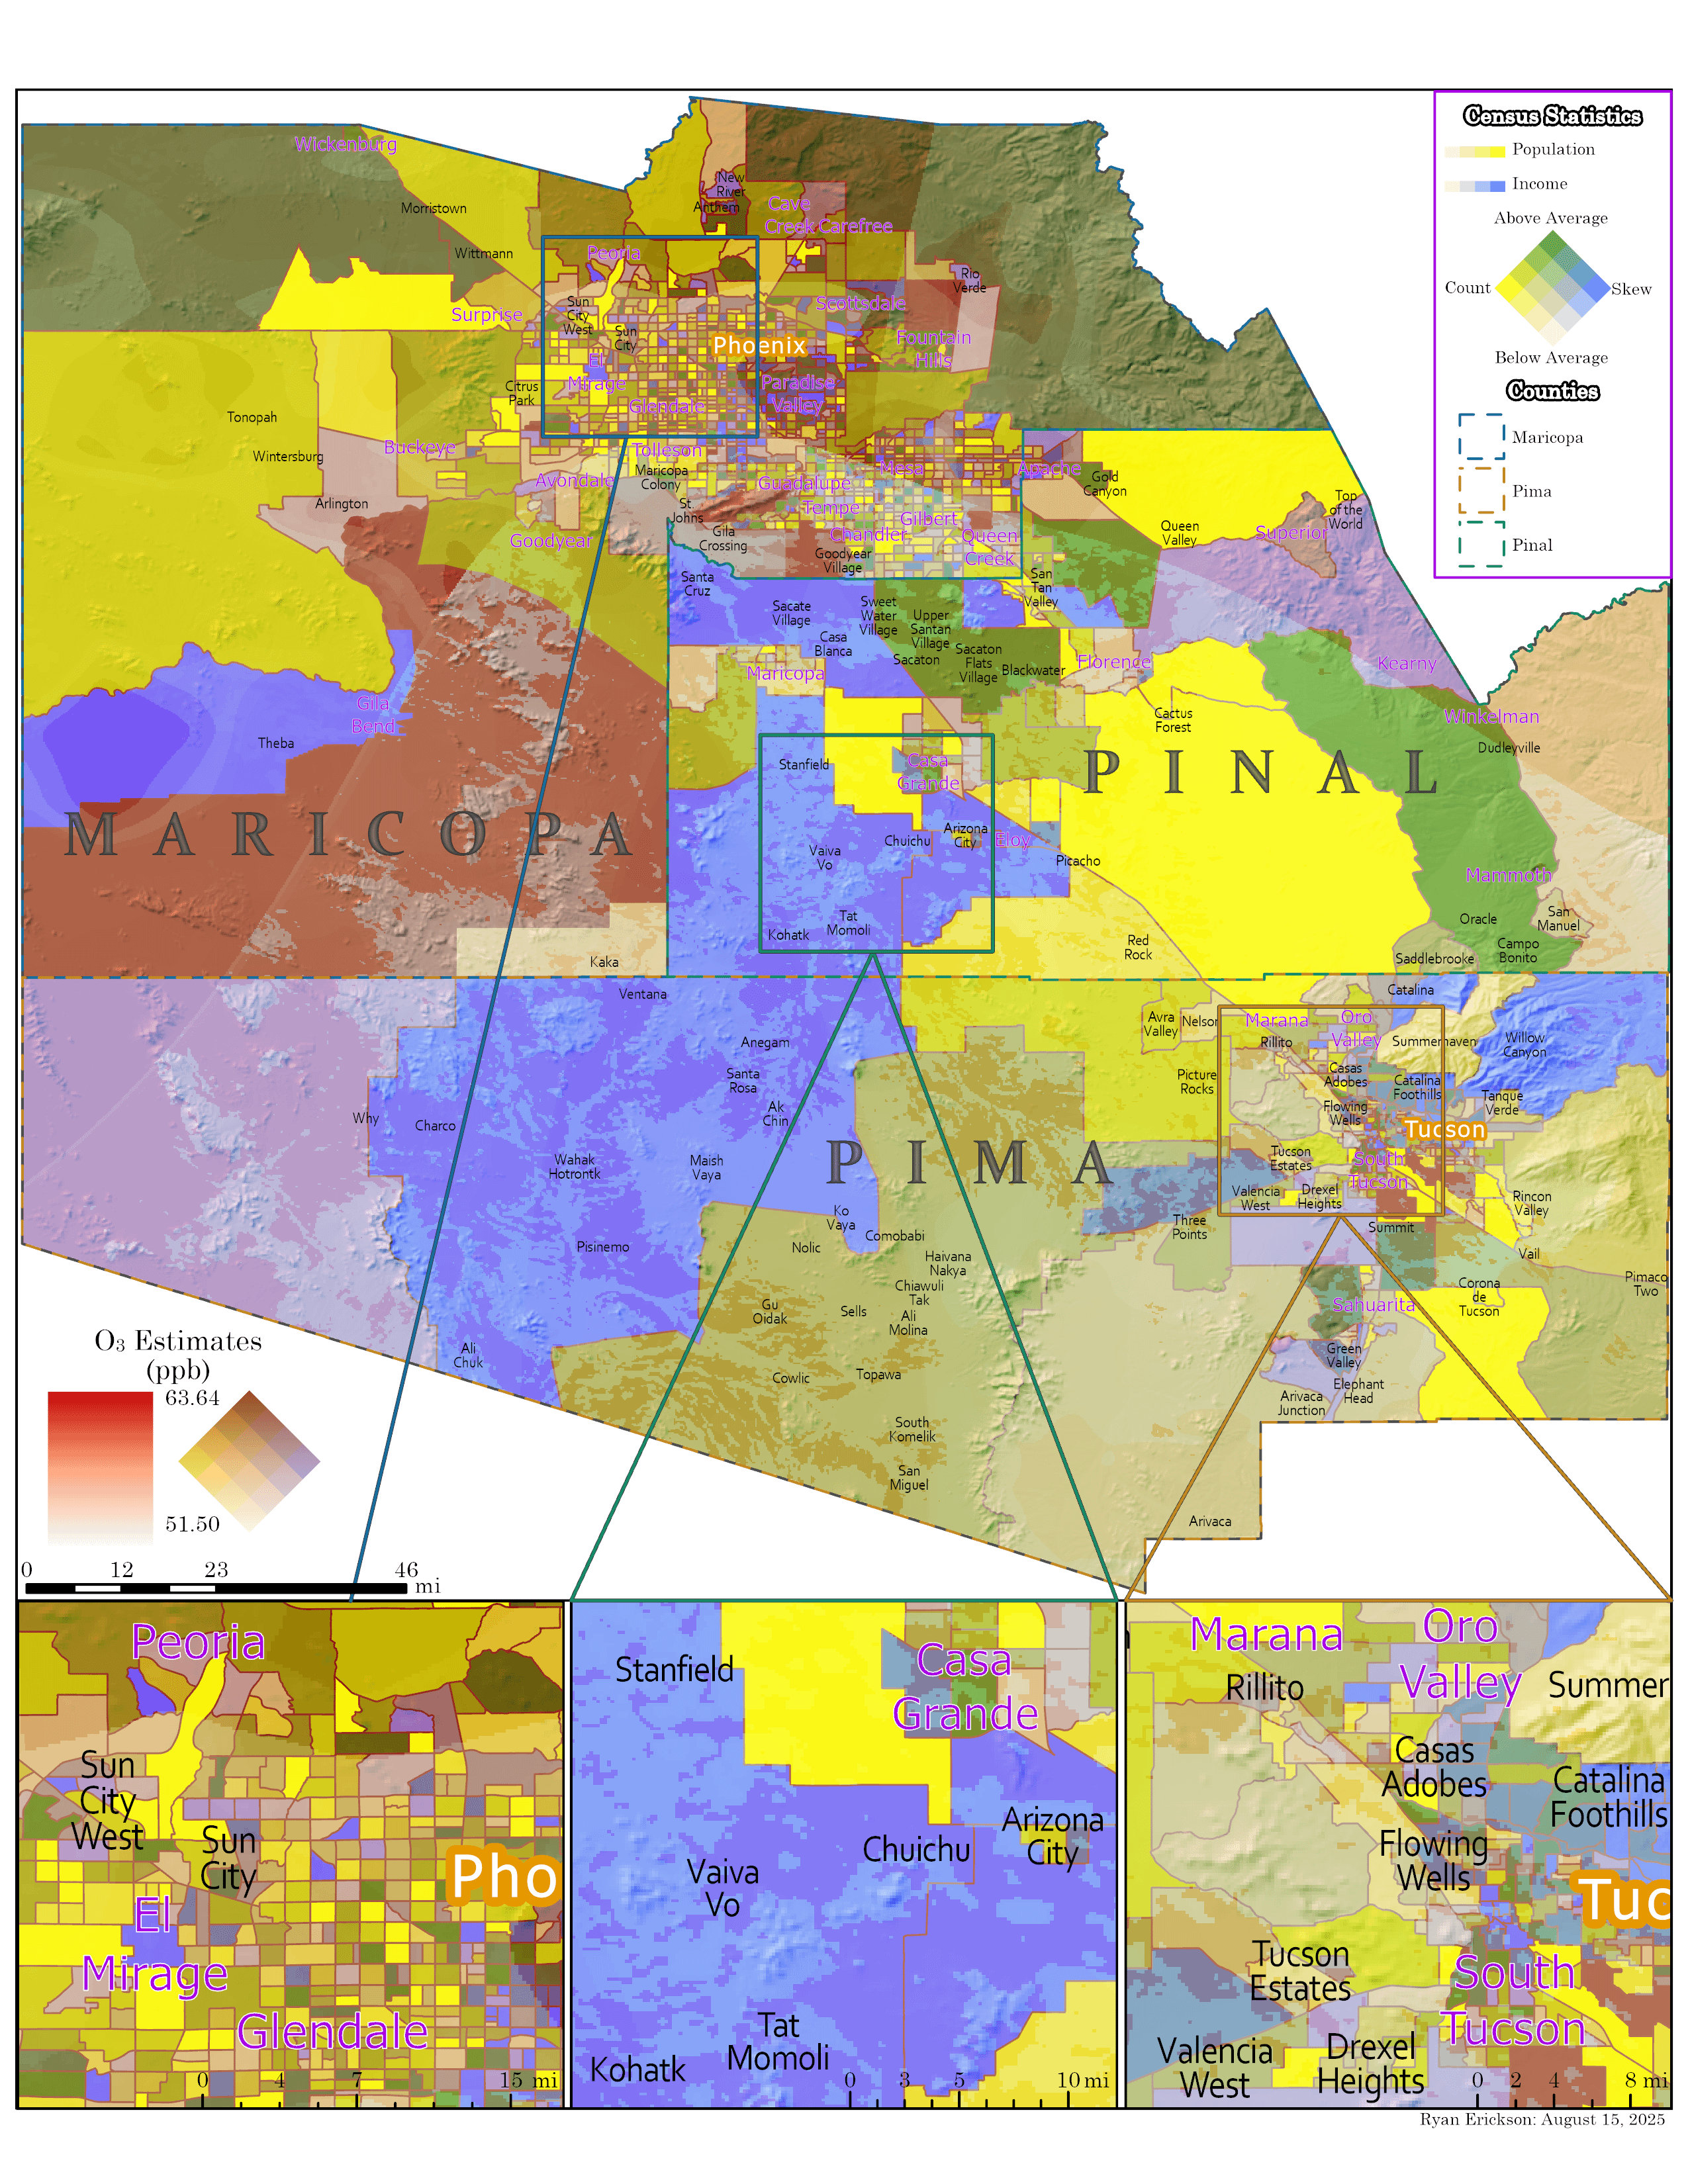 Census Statistics
Population
Income
Above Average
Count
Skew
Below Average
Counties
Maricopa
Pima
Pinal
Wickenburg
New
River
Anthem
Cave
Creek
Carefree
Morristown
Wittmann
Peoria
Rio
Verde
Surprise
Sun
City
West
Sun
City
Scottsdale
Phoenix
Fountain
Hills
El
Mirage
Citrus
Park
Paradise
Valley
Glendale
Tonopah
Wintersburg
Buckeye
Tolleson
Arlington
Avondale
Maricopa
Colony
Guadalupe
Mesa
Apache
Gold
Canyon
Top
of the
World
St.
Johns
Tempe
Gilbert
Goodyear
Gila
Crossing
Chandler
Queen
Creek
Queen
Valley
Superior
Goodyear
Village
Santa
Cruz
San
Tan
Valley
Sacate
Village
Sweet
Water
Village
Upper
Santan
Village
Casa
Blanca
Sacaton
Sacaton
Flats
Village
Blackwater
Florence
Kearny
Maricopa
Gila
Bend
Theba
Cactus
Forest
Winkelman
Dudleyville
Stanfield
Casa
Grande
PINAL
MARICOPA
Chuichu
Arizona
City
Eloy
Vaiva
Vo
Picacho
Mammoth
Tat
Momoli
Kohatk
Kaka
Red
Rock
Oracle
San
Manuel
Campo
Bonito
Saddlebrooke
Ventana
Catalina
Avra
Valley
Nelson
Marana
Oro
Valley
Rillito
Summerhaven
Willow
Canyon
Anegam
Santa
Rosa
Picture
Rocks
Casas
Adobes
Catalina
Foothills
Tanque
Verde
Why
Charco
Ak
Chin
Flowing
Wells
Tucson
Wahak
Hotrontk
Maish
Vaya
PIMA
Tucson
Estates
South
Tucson
Valencia
West
Drexel
Heights
Rincon
Valley
Ko
Vaya
Comobabi
Three
Points
Summit
Pisinemo
Nolic
Haivana
Nakya
Vail
Chiawuli
Tak
Gu
Oidak
Sells
Ali
Molina
Sahuarita
Corona
de
Tucson
Pimaco
Two
Ali
Chuk
Green
Valley
Cowlic
Topawa
Elephant
Head
Arivaca
Junction
South
Komelik
San
Miguel
Arivaca
O₃ Estimates
(ppb)
63.64
51.50
0 12 23 46 mi
Peoria
Sun
City
West
Sun
City
Pho
El
Mirage
Glendale
0 4 7 15 mi
Stanfield
Casa
Grande
Arizona
City
Chuichu
Vaiva
Vo
Tat
Momoli
Kohatk
0 3 5 10 mi
Marana
Oro
Valley
Rillito
Summer
Casas
Adobes
Catalina
Foothills
Flowing
Wells
Tuc
Tucson
Estates
South
Tucson
Valencia
West
Drexel
Heights
0 2 4 8 mi
Ryan Erickson: August 15, 2025